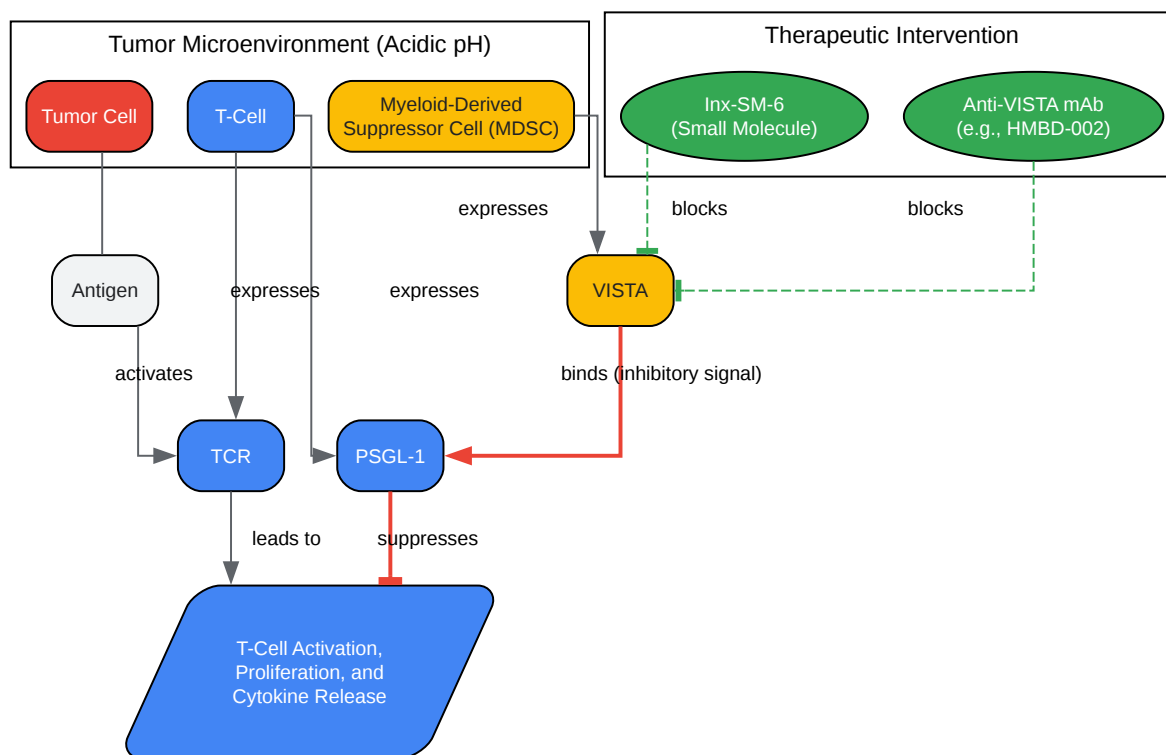 Tumor Microenvironment (Acidic pH)
Therapeutic Intervention
Tumor Cell
T-Cell
Myeloid-Derived
Suppressor Cell (MDSC)
Inx-SM-6
(Small Molecule)
Anti-VISTA mAb
(e.g., HMBD-002)
expresses
blocks
blocks
Antigen
expresses
expresses
VISTA
activates
binds (inhibitory signal)
TCR
PSGL-1
leads to
suppresses
T-Cell Activation,
Proliferation, and
Cytokine Release